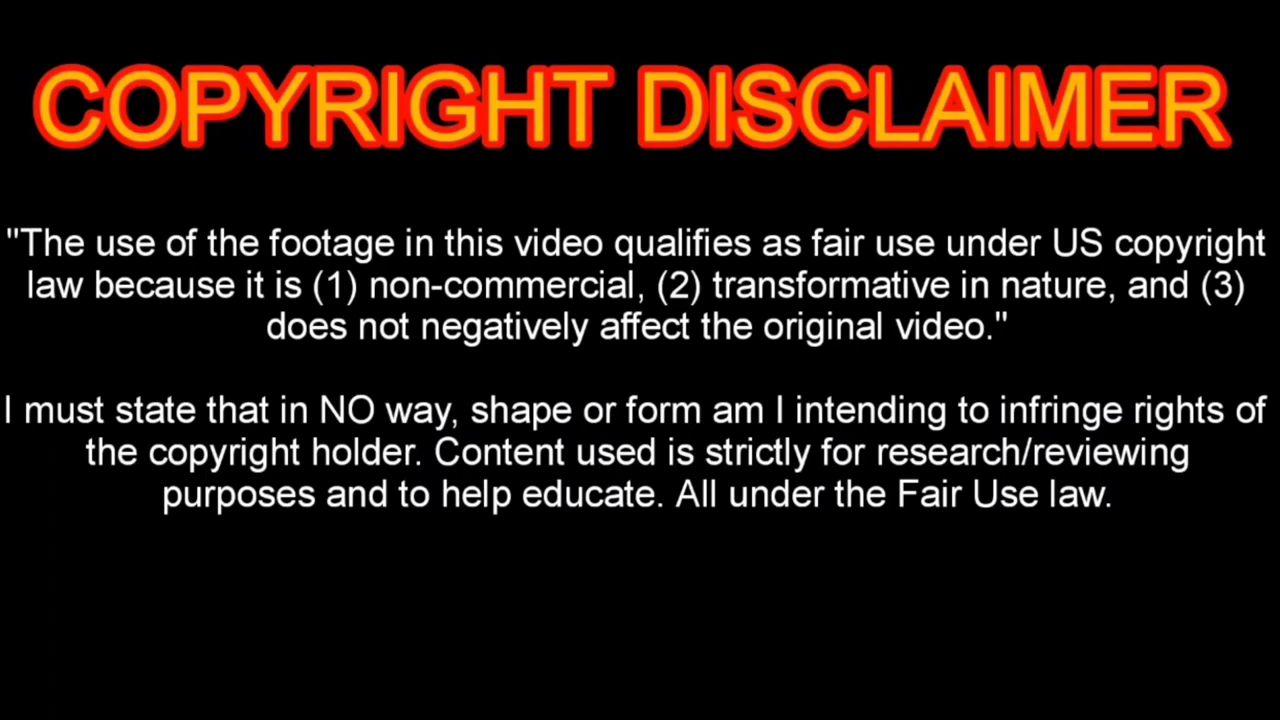 COPYRIGHT DISCLAIMER
"The use of the footage in this video qualifies as fair use under US copyright
law because it is (1) non-commercial, (2) transformative in nature, and (3)
does not negatively affect the original video."
I must state that in NO way, shape or form am I intending to infringe rights of
the copyright holder. Content used is strictly for research/reviewing
purposes and to help educate. All under the Fair Use law.